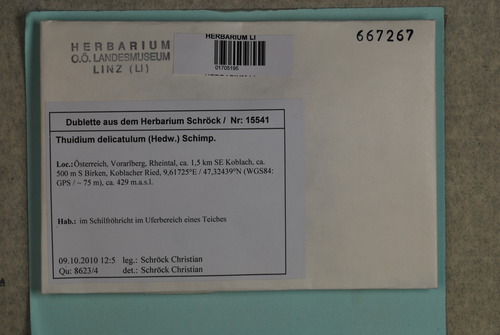 HERBARIUM
O.Ö. LANDESMUSEUM
LINZ (LI)
HERBARIUM LI
01705195
667267
Dublette aus dem Herbarium Schröck / Nr: 15541
Thuidium delicatulum (Hedw.) Schimp.
Loc.:Österreich, Vorarlberg, Rheintal, ca. 1,5 km SE Koblach, ca.
500 m S Birken, Koblacher Ried, 9,61725°E / 47,32439°N (WGS84:
GPS / ~ 75 m), ca. 429 m.a.s.l.
Hab.: im Schilfröhricht im Uferbereich eines Teiches
09.10.2010 12:5 leg.: Schröck Christian
Qu: 8623/4 det.: Schröck Christian